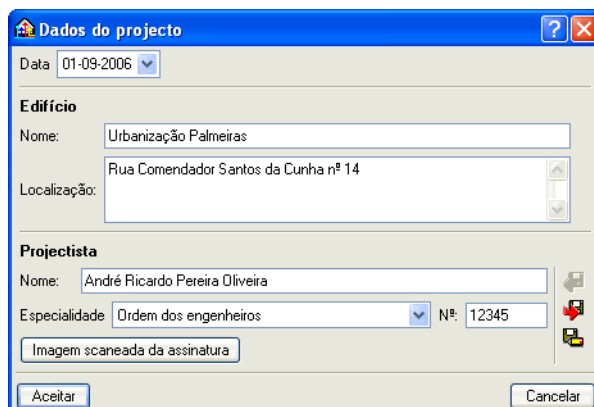 Dados do projecto
Data 01-09-2006
Edifício
Nome: Urbanização Palmeiras
Rua Comendador Santos da Cunha nº 14
Localização:
Projectista
Nome: André Ricardo Pereira Oliveira
Especialidade Ordem dos engenheiros Nº: 12345
Imagem scaneada da assinatura
Aceitar Cancelar